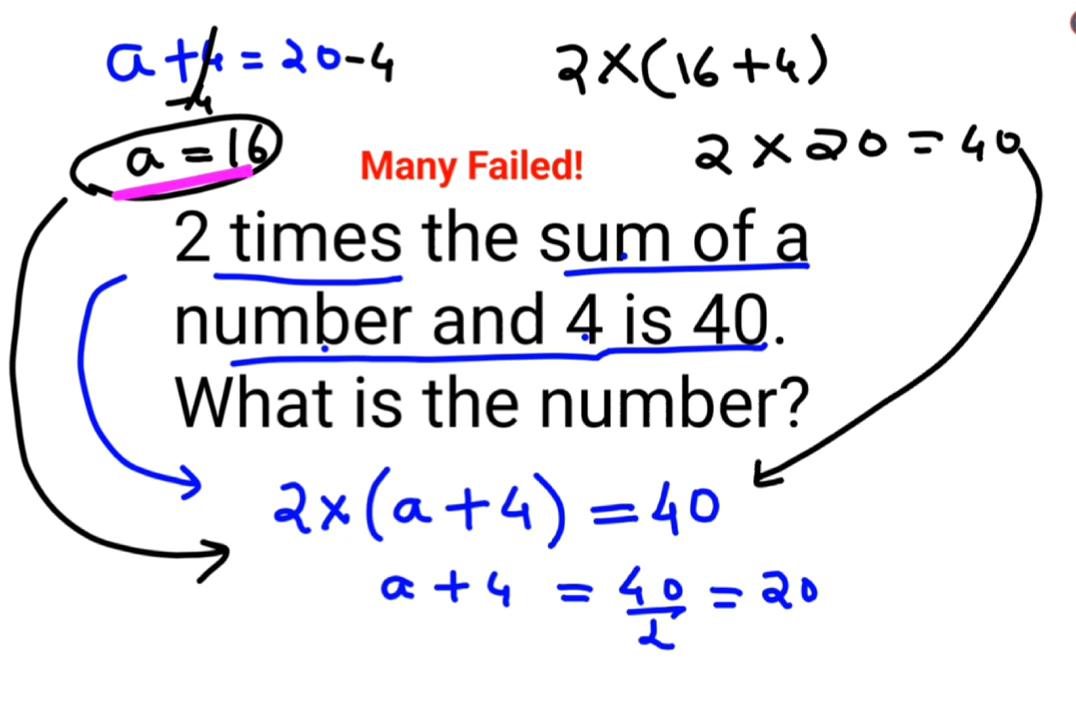 a + 4 = 20 - 4
- 4
a = 16
2 × (16 + 4)
2 × 20 = 40
Many Failed!
2 times the sum of a
number and 4 is 40.
What is the number?
2 × (a + 4) = 40
a + 4 = 40/2 = 20